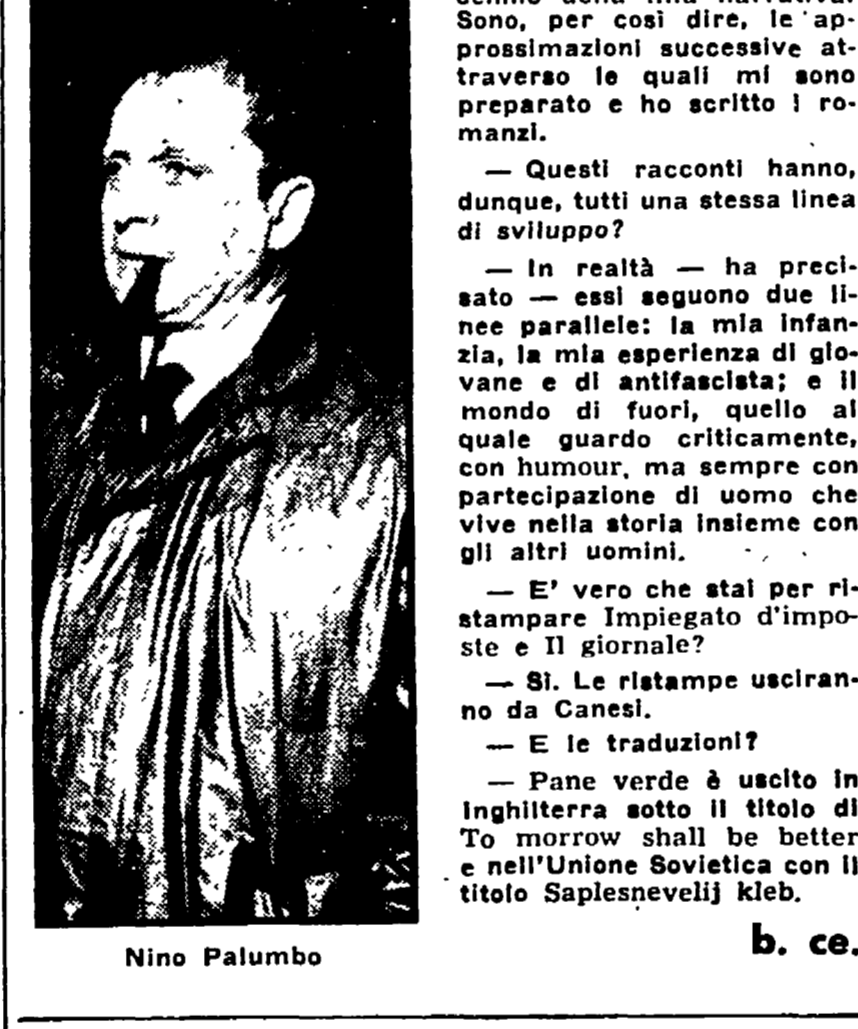 Sono, per così dire, le ap-
prossimazioni successive at-
traverso le quali mi sono
preparato e ho scritto i ro-
manzi.
— Questi racconti hanno,
dunque, tutti una stessa linea
di sviluppo?
— In realtà — ha preci-
sato — essi seguono due li-
nee parallele: la mia infan-
zia, la mia esperienza di gio-
vane e di antifascista; e il
mondo di fuori, quello al
quale guardo criticamente,
con humour, ma sempre con
partecipazione di uomo che
vive nella storia insieme con
gli altri uomini.
— E' vero che stai per ri-
stampare Impiegato d'impo-
ste e Il giornale?
— Sì. Le ristampe usciran-
no da Canesi.
— E le traduzioni?
— Pane verde è uscito in
Inghilterra sotto il titolo di
To morrow shall be better
e nell'Unione Sovietica con il
titolo Saplesnevelij kleb.
b. ce.
Nino Palumbo